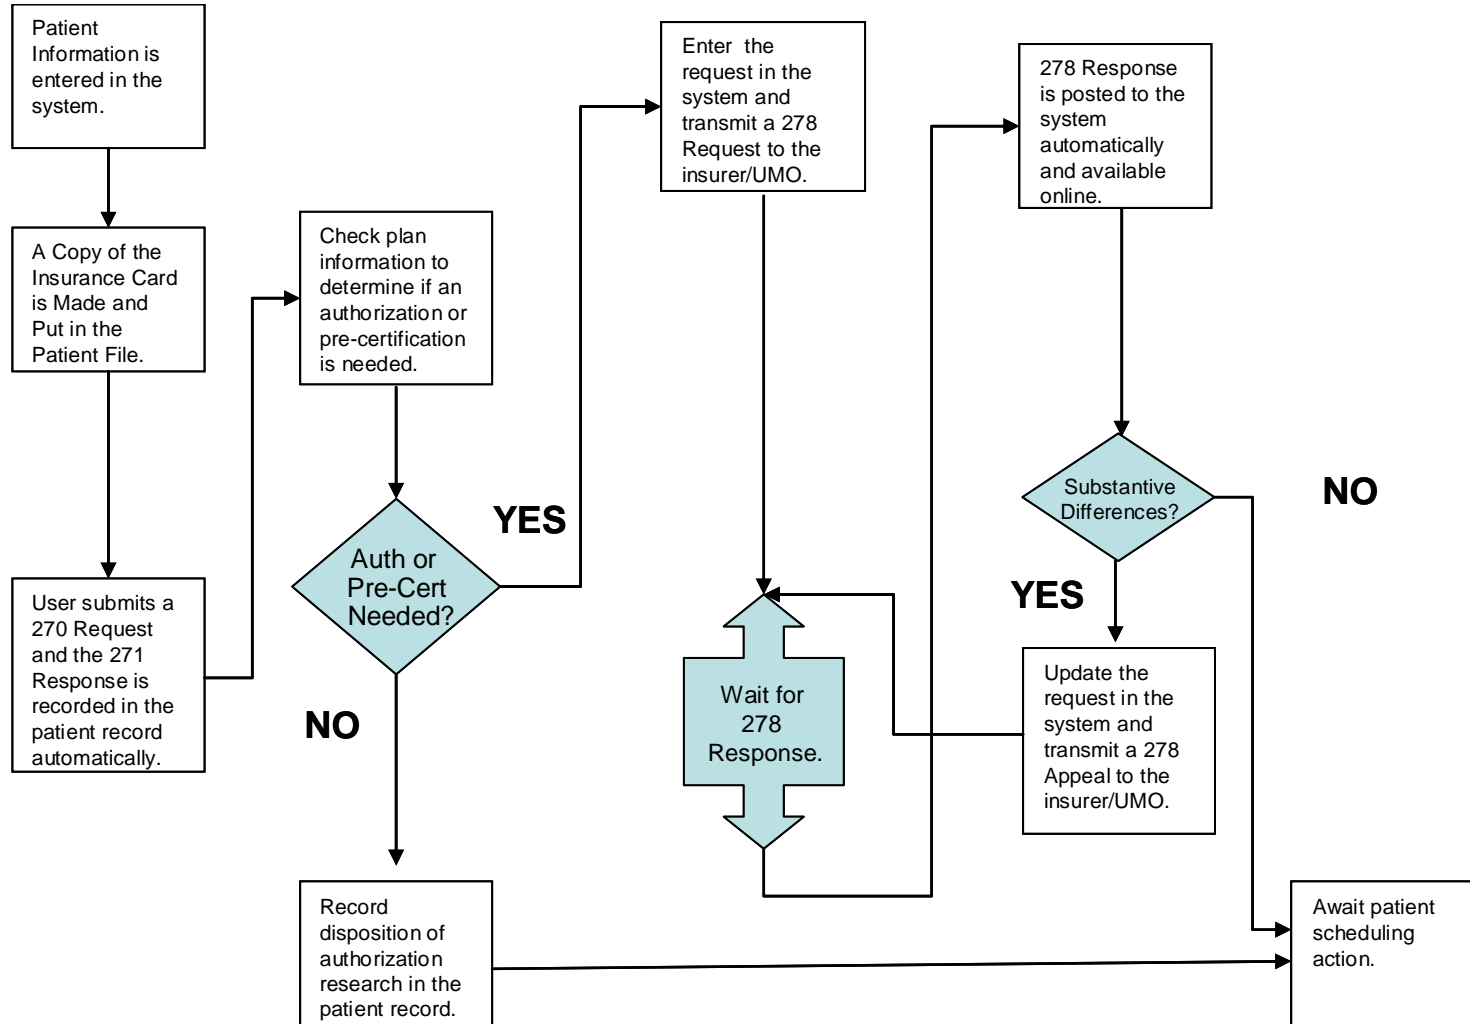 Patient
Information is
entered in the
system.
A Copy of the
Insurance Card
is Made and
Put in the
Patient File.
User submits a
270 Request
and the 271
Response is
recorded in the
patient record
automatically.
Check plan
information to
determine if an
authorization or
pre-certification
is needed.
Auth or
Pre-Cert
Needed?
YES
NO
Record
disposition of
authorization
research in the
patient record.
Enter the
request in the
system and
transmit a 278
Request to the
insurer/UMO.
Wait for
278
Response.
278 Response
is posted to the
system
automatically
and available
online.
Substantive
Differences?
NO
YES
Update the
request in the
system and
transmit a 278
Appeal to the
insurer/UMO.
Await patient
scheduling
action.